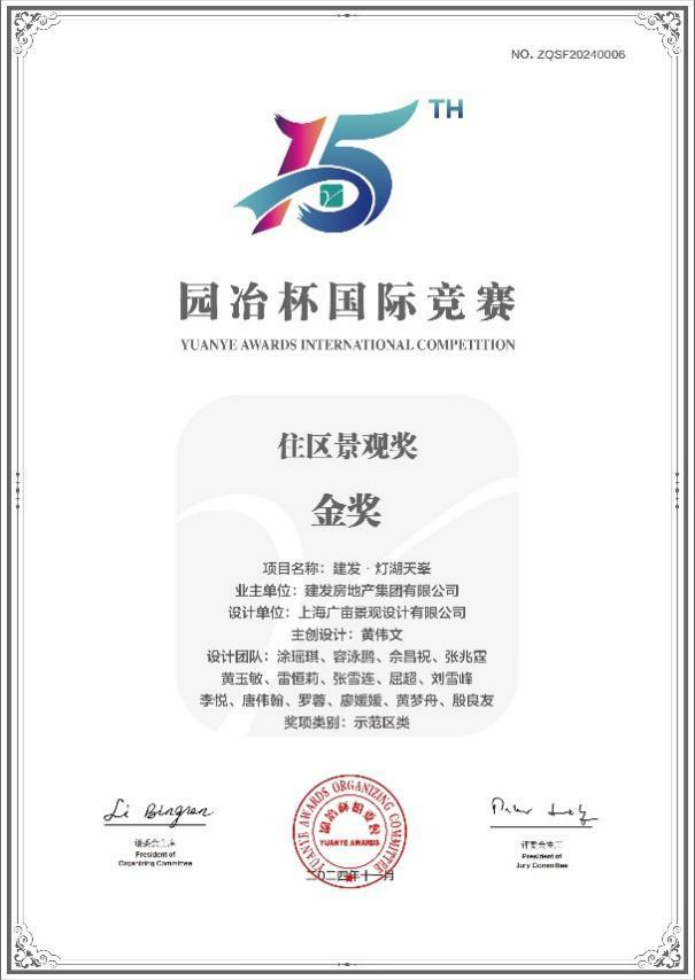 NO. ZQSF20240006
15 TH
园冶杯国际竞赛
YUANYE AWARDS INTERNATIONAL COMPETITION
住区景观奖
金奖
项目名称：建发·灯湖天峯
业主单位：建发房地产集团有限公司
设计单位：上海广亩景观设计有限公司
主创设计：黄伟文
设计团队：涂瑶琪、容泳鹏、佘昌祝、张兆霆
黄玉敏、雷恒莉、张雪连、屈超、刘雪峰
李悦、唐伟翰、罗蓉、廖媛媛、黄梦舟、殷良友
奖项类别：示范区类
Li Bingren
President of
Organizing Committee
YUANYE AWARDS ORGANIZING COMMITTEE
YUANYE AWARDS
二〇二四年十一月
President of
Jury Committee